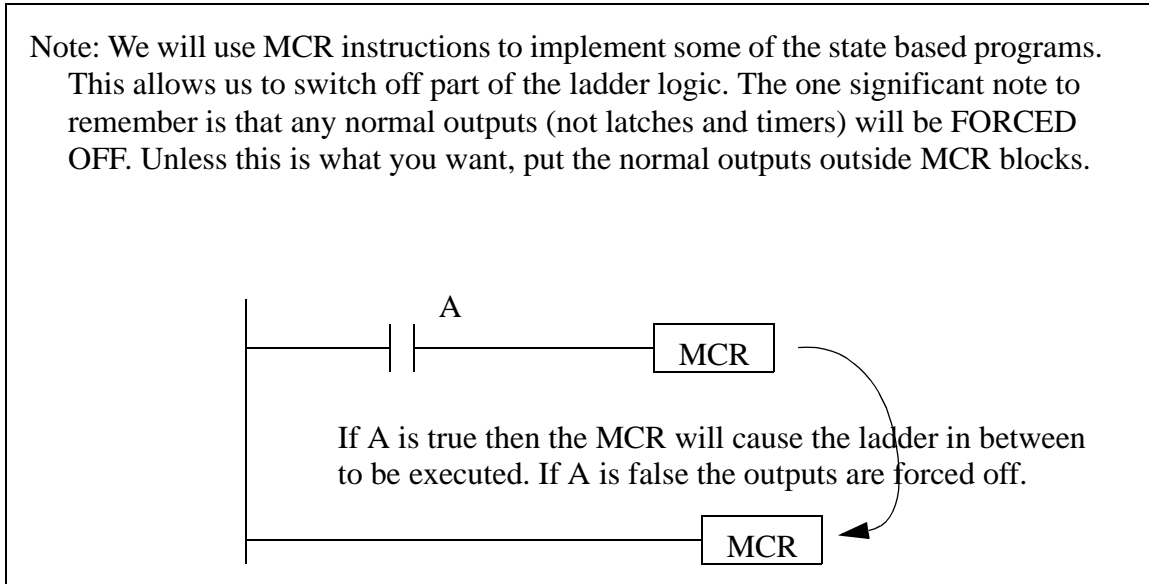 Note: We will use MCR instructions to implement some of the state based programs.
This allows us to switch off part of the ladder logic. The one significant note to
remember is that any normal outputs (not latches and timers) will be FORCED
OFF. Unless this is what you want, put the normal outputs outside MCR blocks.
A
MCR
If A is true then the MCR will cause the ladder in between
to be executed. If A is false the outputs are forced off.
MCR